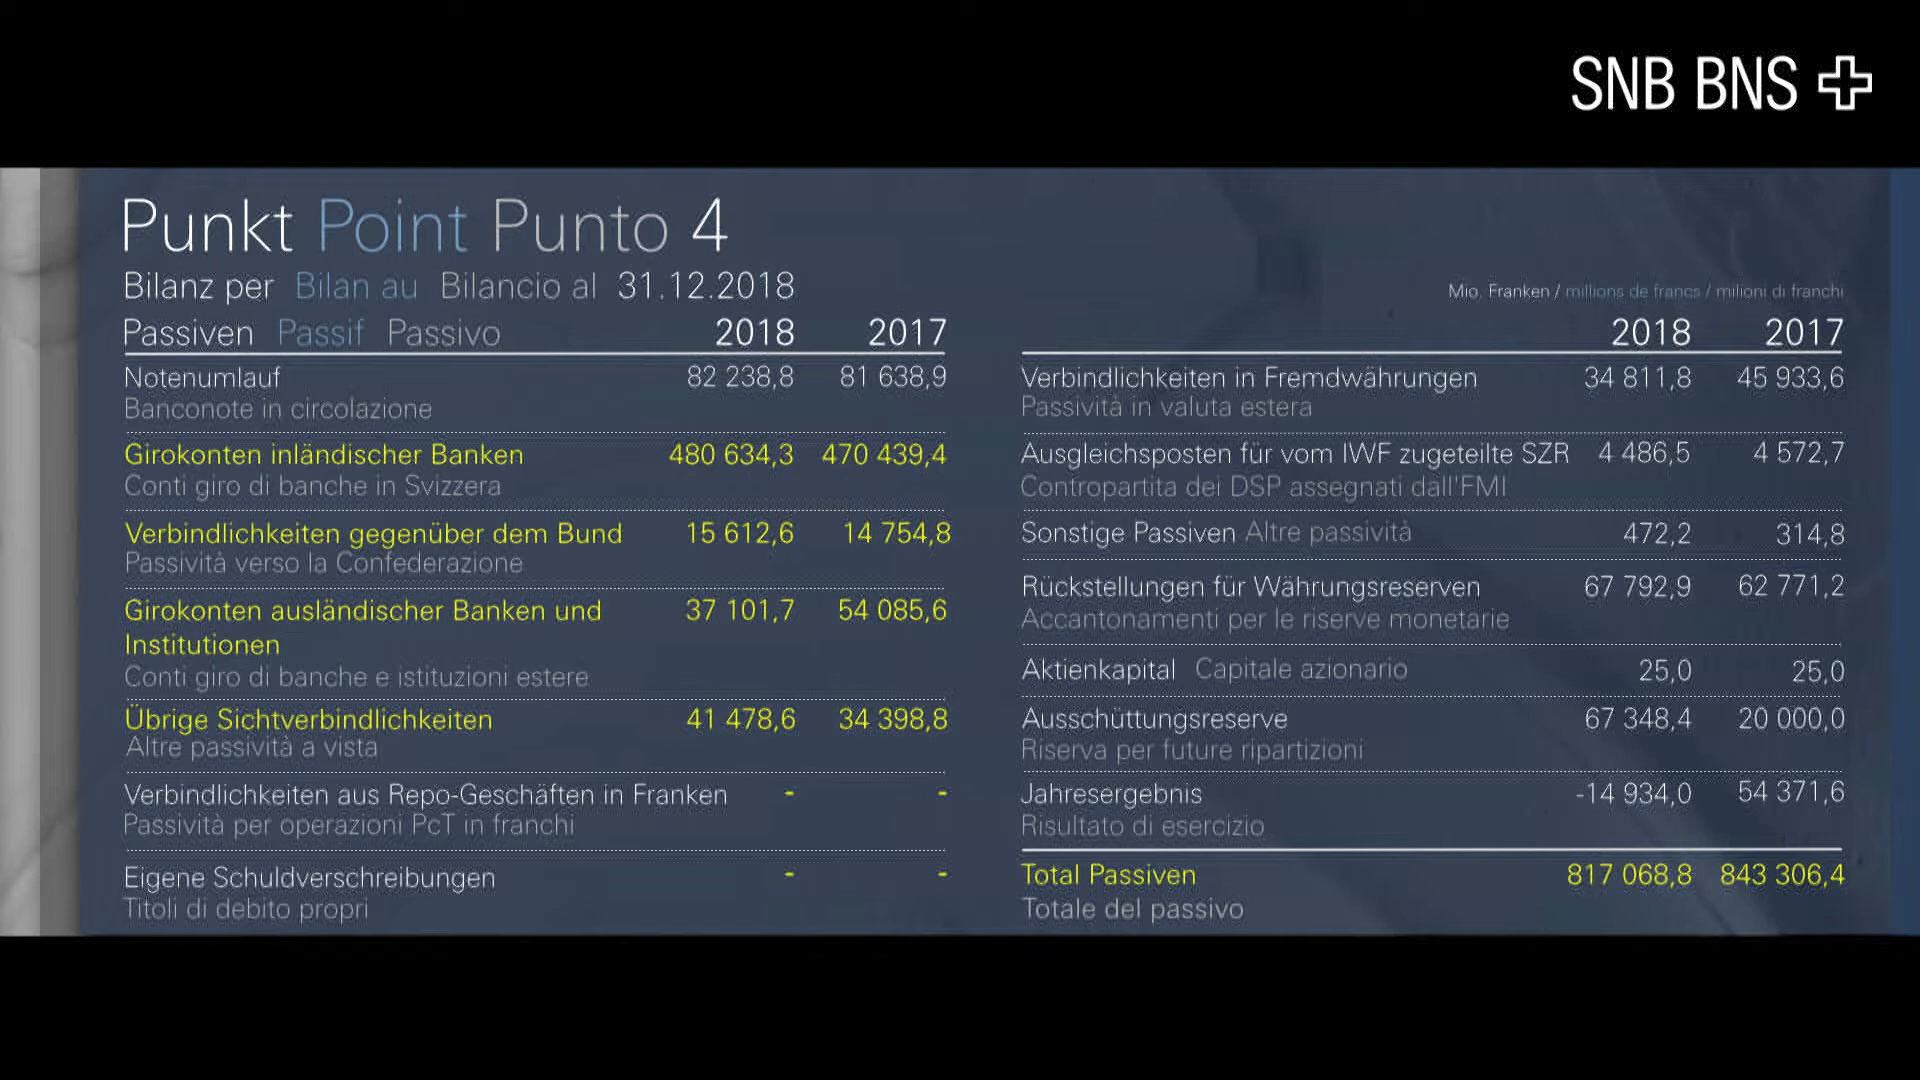 SNB BNS
Punkt Point Punto 4
Bilanz per Bilan au Bilancio al 31.12.2018
Mio. Franken / millions de francs / milioni di franchi
Passiven Passif Passivo 2018 2017
Notenumlauf 82 238,8 81 638,9
Banconote in circolazione
Girokonten inländischer Banken 480 634,3 470 439,4
Conti giro di banche in Svizzera
Verbindlichkeiten gegenüber dem Bund 15 612,6 14 754,8
Passività verso la Confederazione
Girokonten ausländischer Banken und 37 101,7 54 085,6
Institutionen
Conti giro di banche e istituzioni estere
Übrige Sichtverbindlichkeiten 41 478,6 34 398,8
Altre passività a vista
Verbindlichkeiten aus Repo-Geschäften in Franken - -
Passività per operazioni PcT in franchi
Eigene Schuldverschreibungen - -
Titoli di debito propri
2018 2017
Verbindlichkeiten in Fremdwährungen 34 811,8 45 933,6
Passività in valuta estera
Ausgleichsposten für vom IWF zugeteilte SZR 4 486,5 4 572,7
Contropartita dei DSP assegnati dall'FMI
Sonstige Passiven Altre passività 472,2 314,8
Rückstellungen für Währungsreserven 67 792,9 62 771,2
Accantonamenti per le riserve monetarie
Aktienkapital Capitale azionario 25,0 25,0
Ausschüttungsreserve 67 348,4 20 000,0
Riserva per future ripartizioni
Jahresergebnis -14 934,0 54 371,6
Risultato di esercizio
Total Passiven 817 068,8 843 306,4
Totale del passivo